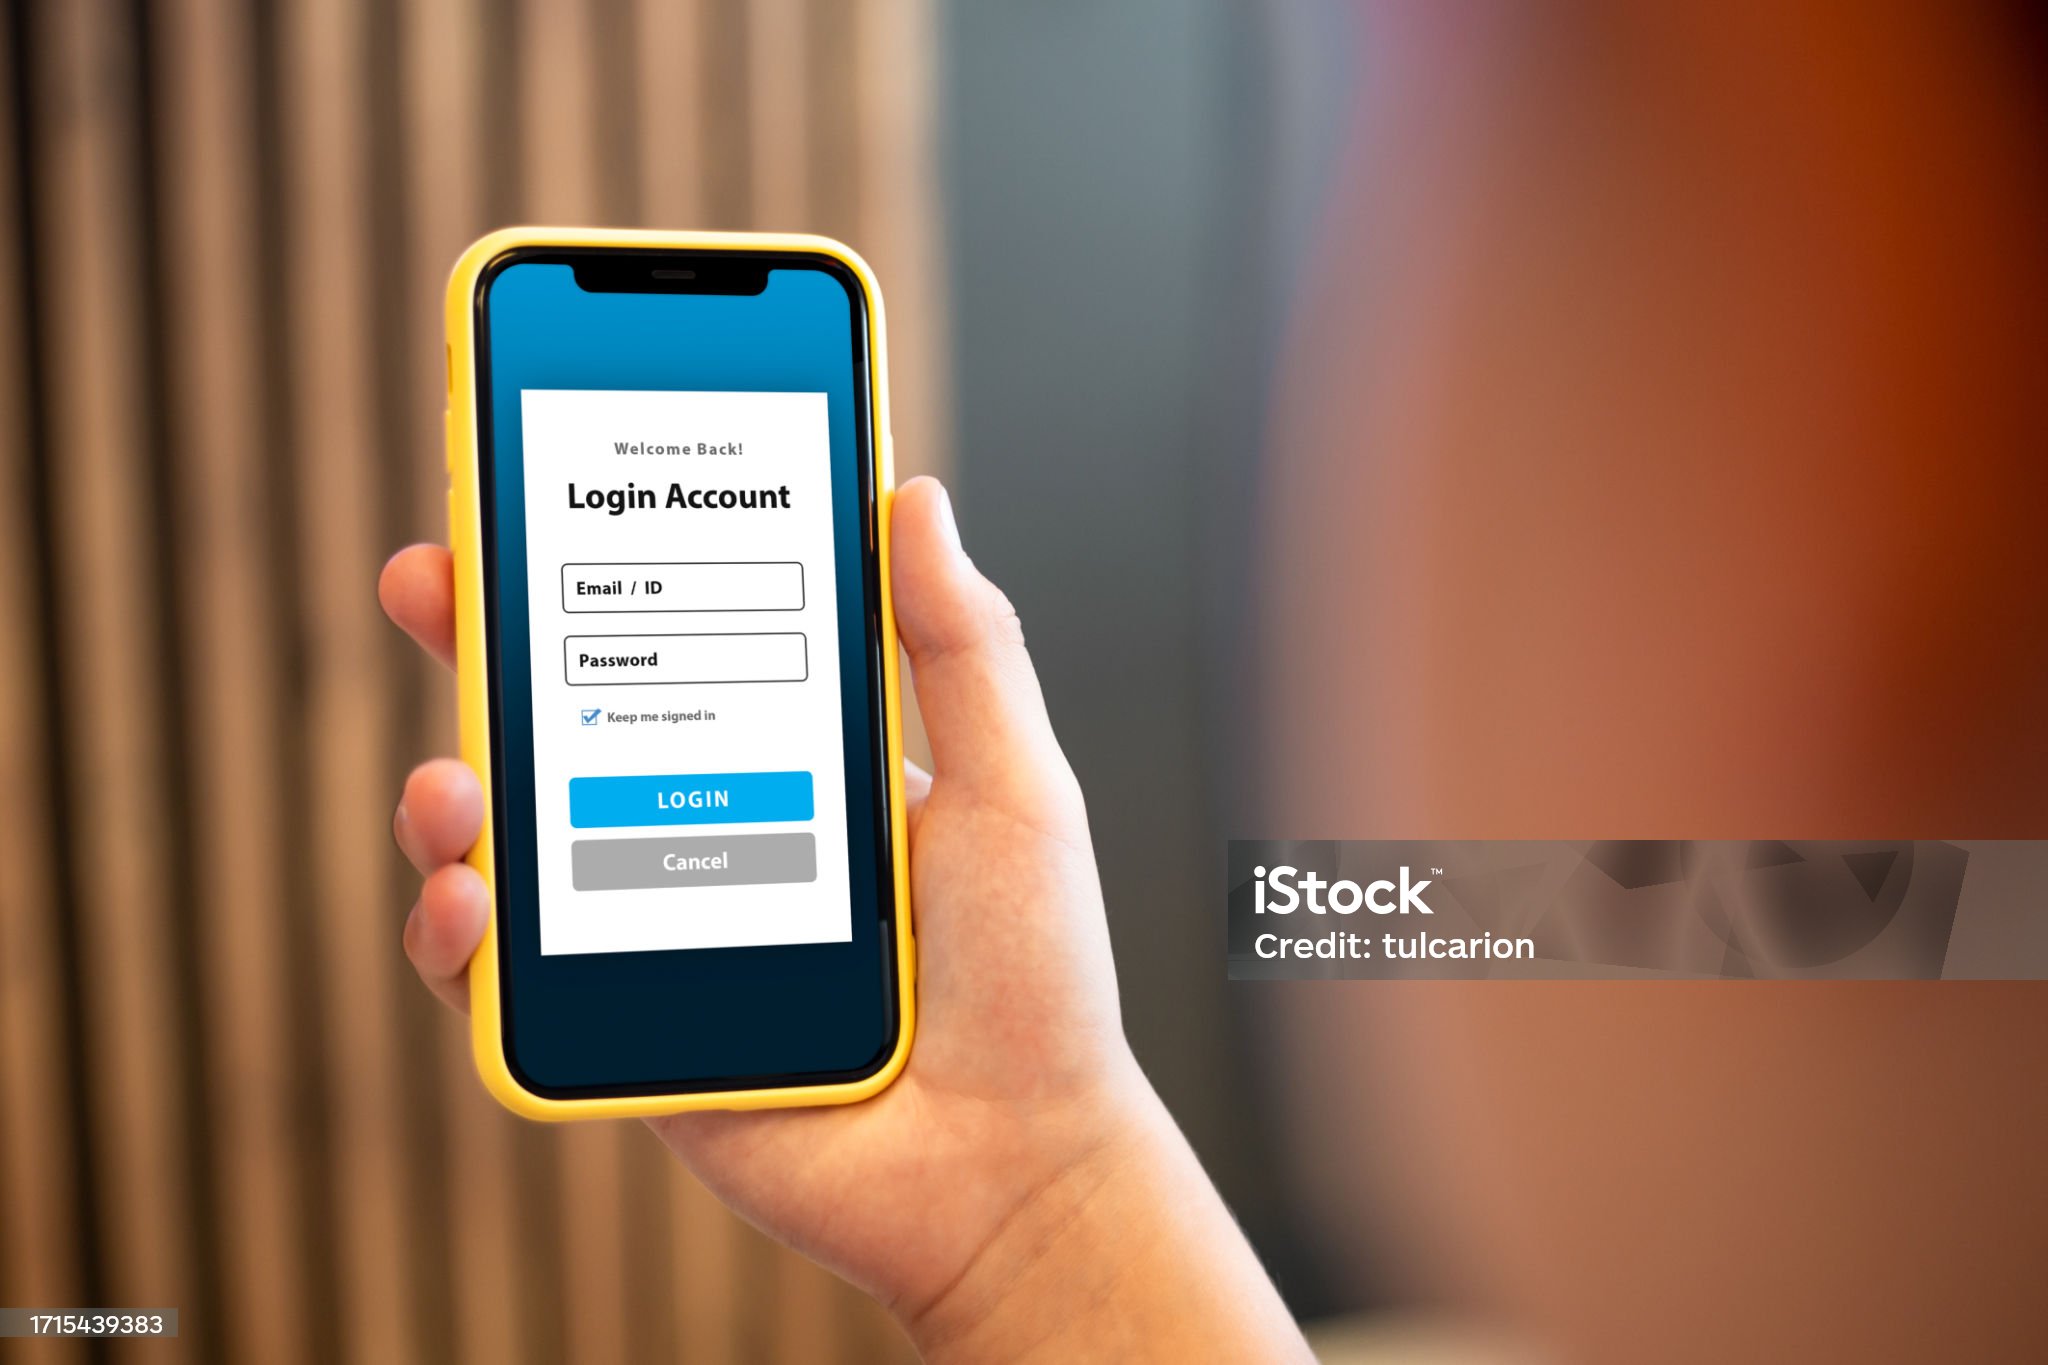 Welcome Back!
Login Account
Email / ID
Password
Keep me signed in
LOGIN
Cancel
iStock™
Credit: tulcarion
1715439383